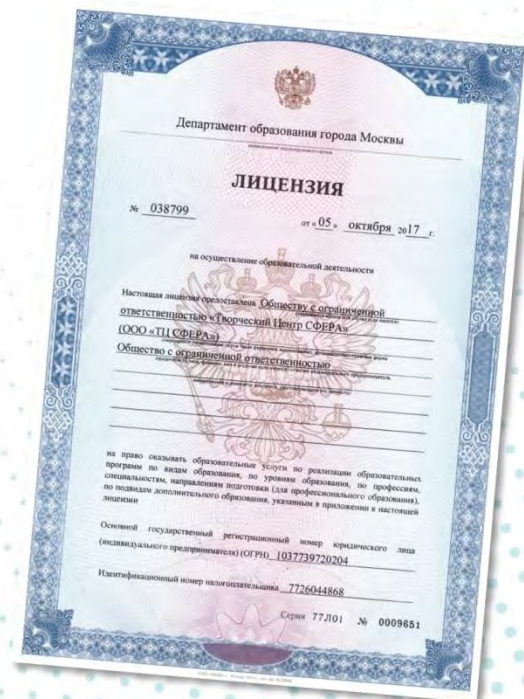 Департамент образования города Москвы
ЛИЦЕНЗИЯ
№ 038799
от « 05 » октября 2017 г.
на осуществление образовательной деятельности
Настоящая лицензия предоставлена Обществу с ограниченной
ответственностью «Творческий Центр СФЕРА»
(ООО «ТЦ СФЕРА»)
Общество с ограниченной ответственностью
на право оказывать образовательные услуги по реализации образовательных
программ по видам образования, по уровням образования, по профессиям,
специальностям, направлениям подготовки (для профессионального образования),
по подвидам дополнительного образования, указанным в приложении к настоящей
лицензии
Основной государственный регистрационный номер юридического лица
(индивидуального предпринимателя) (ОГРН) 1037739720204
Идентификационный номер налогоплательщика 7726044868
Серия 77Л01 № 0009651